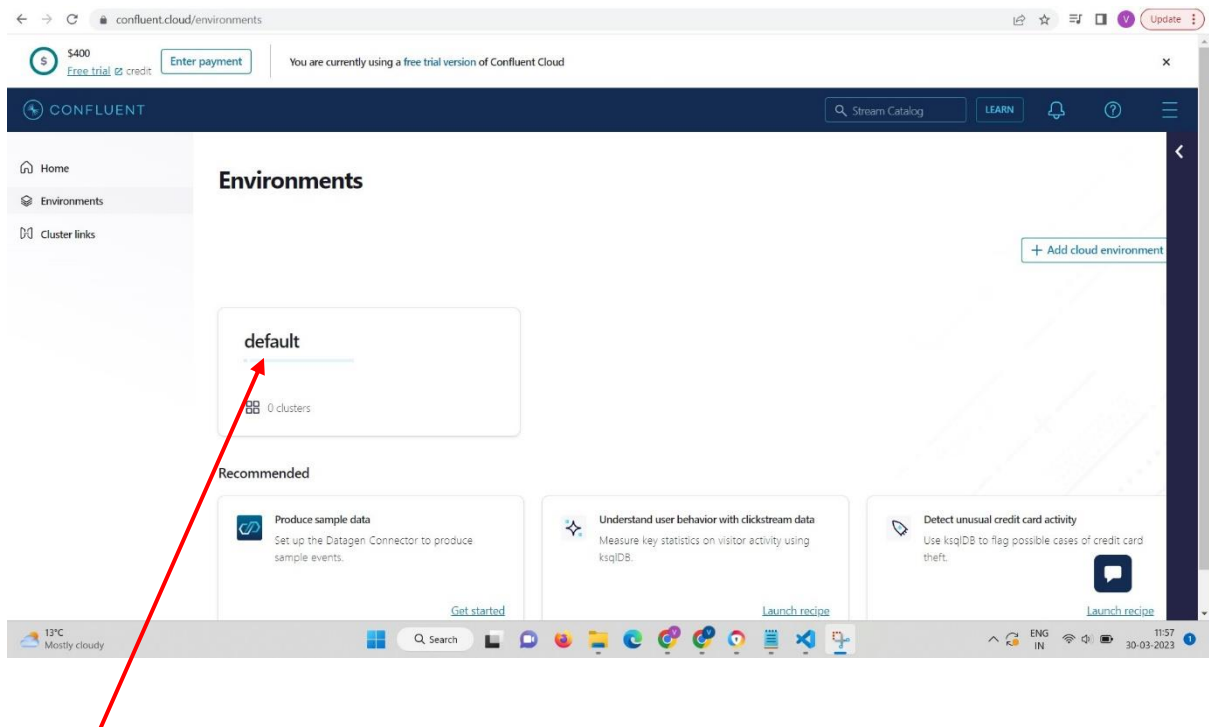 confluent.cloud/environments
V
Update
$
$400
Free trial credit
Enter payment
You are currently using a free trial version of Confluent Cloud
CONFLUENT
Stream Catalog
LEARN
Home
Environments
Cluster links
Environments
+ Add cloud environment
default
0 clusters
Recommended
Produce sample data
Set up the Datagen Connector to produce
sample events.
Get started
Understand user behavior with clickstream data
Measure key statistics on visitor activity using
ksqlDB.
Launch recipe
Detect unusual credit card activity
Use ksqlDB to flag possible cases of credit card
theft.
Launch recipe
13°C
Mostly cloudy
Search
ENG
IN
11:57
30-03-2023
1